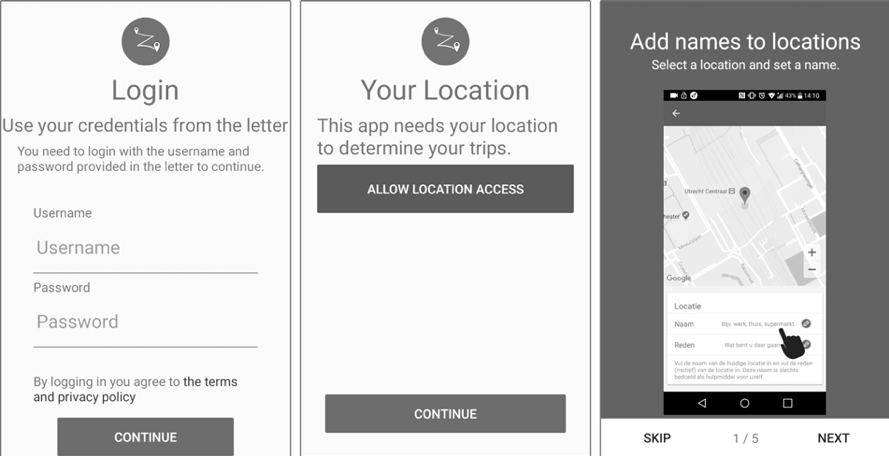 Login
Use your credentials from the letter
You need to login with the username and
password provided in the letter to continue.
Username
Username
Password
Password
By logging in you agree to the terms
and privacy policy
CONTINUE
Your Location
This app needs your location
to determine your trips.
ALLOW LOCATION ACCESS
CONTINUE
Add names to locations
Select a location and set a name.
43% 14:10
Utrecht Centraal
heater
Google
+
−
Locatie
Naam Bijv. werk, thuis, supermarkt.
Reden Wat bent u daar gaan
Vul de naam van de huidige locatie in en vul de reden
(motief) van de locatie in. Deze naam is slechts
bedoeld als hulpmiddel voor uzelf
SKIP 1 / 5 NEXT